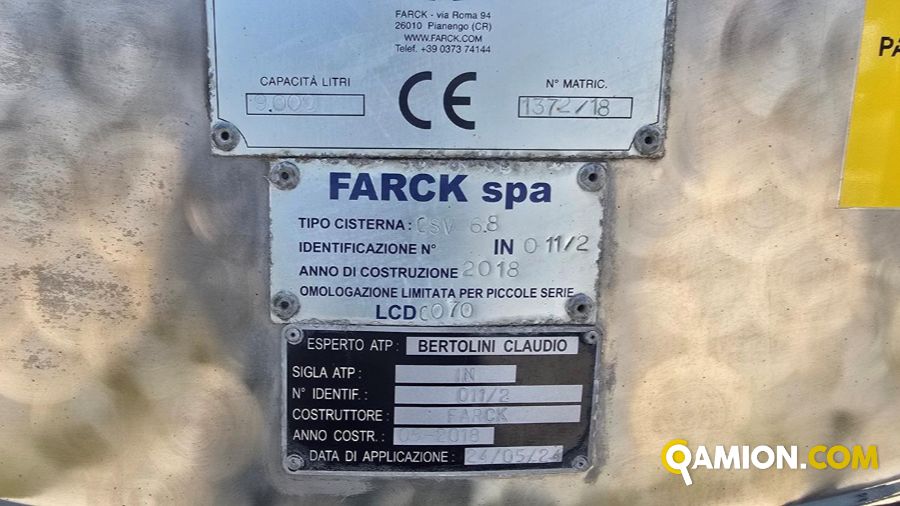 FARCK - via Roma 94
26010 Pianengo (CR)
WWW.FARCK.COM
Telef. +39 0373 74144
CAPACITÀ LITRI
9.000
CE
N° MATRIC.
1372/18
FARCK spa
TIPO CISTERNA: CSV 6.8
IDENTIFICAZIONE N° IN 011/2
ANNO DI COSTRUZIONE 2018
OMOLOGAZIONE LIMITATA PER PICCOLE SERIE
LCDC070
ESPERTO ATP: BERTOLINI CLAUDIO
SIGLA ATP: IN
N° IDENTIF.: 011/2
COSTRUTTORE: FARCK
ANNO COSTR.: 05-2018
DATA DI APPLICAZIONE: 24/05/24
QAMION.COM